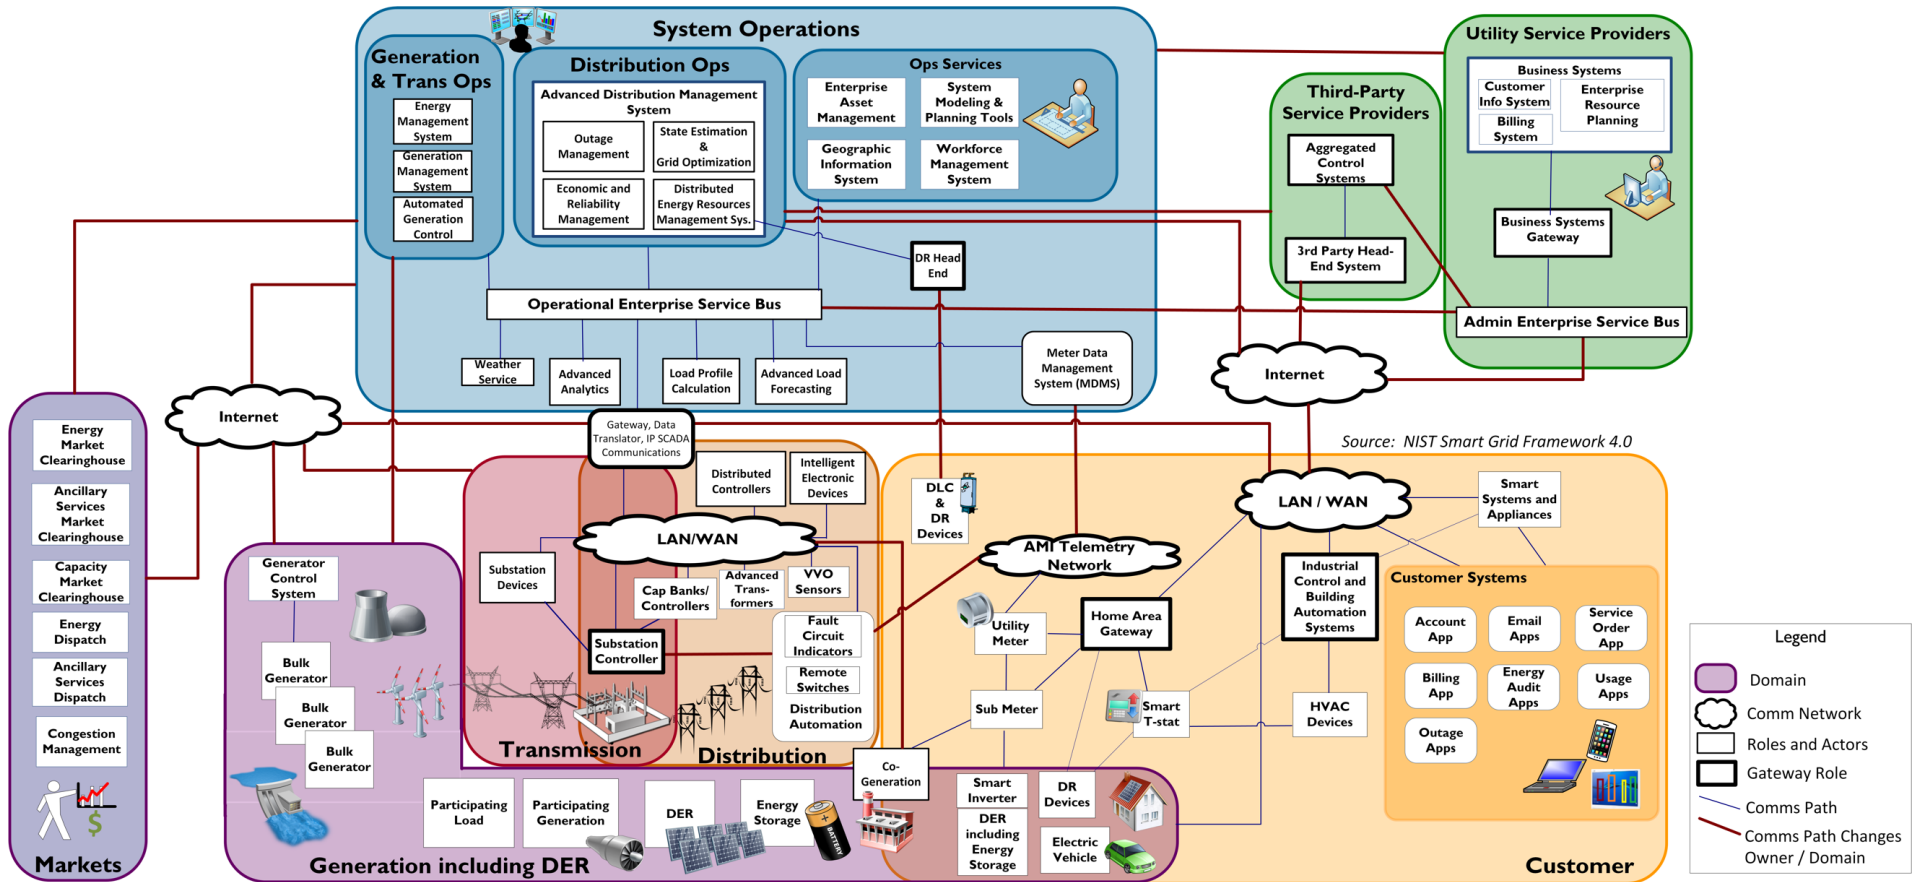 System Operations
Generation
& Trans Ops
Energy
Management
System
Generation
Management
System
Automated
Generation
Control
Distribution Ops
Advanced Distribution Management
System
Outage
Management
State Estimation
&
Grid Optimization
Economic and
Reliability
Management
Distributed
Energy Resources
Management Sys.
Ops Services
Enterprise
Asset
Management
System
Modeling &
Planning Tools
Geographic
Information
System
Workforce
Management
System
DR Head
End
Operational Enterprise Service Bus
Weather
Service
Advanced
Analytics
Load Profile
Calculation
Advanced Load
Forecasting
Meter Data
Management
System (MDMS)
Third-Party
Service Providers
Aggregated
Control
Systems
3rd Party Head-
End System
Utility Service Providers
Business Systems
Customer
Info System
Billing
System
Enterprise
Resource
Planning
Business Systems
Gateway
Admin Enterprise Service Bus
Internet
Internet
Source: NIST Smart Grid Framework 4.0
Energy
Market
Clearinghouse
Ancillary
Services
Market
Clearinghouse
Capacity
Market
Clearinghouse
Energy
Dispatch
Ancillary
Services
Dispatch
Congestion
Management
$
Markets
Gateway, Data
Translator, IP SCADA
Communications
Distributed
Controllers
Intelligent
Electronic
Devices
LAN/WAN
Substation
Devices
Cap Banks/
Controllers
Advanced
Trans-
formers
VVO
Sensors
Substation
Controller
Fault
Circuit
Indicators
Remote
Switches
Distribution
Automation
Transmission
Distribution
Generator
Control
System
Bulk
Generator
Bulk
Generator
Bulk
Generator
Participating
Load
Participating
Generation
DER
Energy
Storage
BATTERY
Generation including DER
Co-
Generation
Smart
Inverter
DER
including
Energy
Storage
DR
Devices
Electric
Vehicle
DLC
&
DR
Devices
AMI Telemetry
Network
LAN / WAN
Smart
Systems and
Appliances
Utility
Meter
Home Area
Gateway
Industrial
Control and
Building
Automation
Systems
Sub Meter
Smart
T-stat
HVAC
Devices
Customer Systems
Account
App
Email
Apps
Service
Order
App
Billing
App
Energy
Audit
Apps
Usage
Apps
Outage
Apps
Customer
Legend
Domain
Comm Network
Roles and Actors
Gateway Role
Comms Path
Comms Path Changes
Owner / Domain